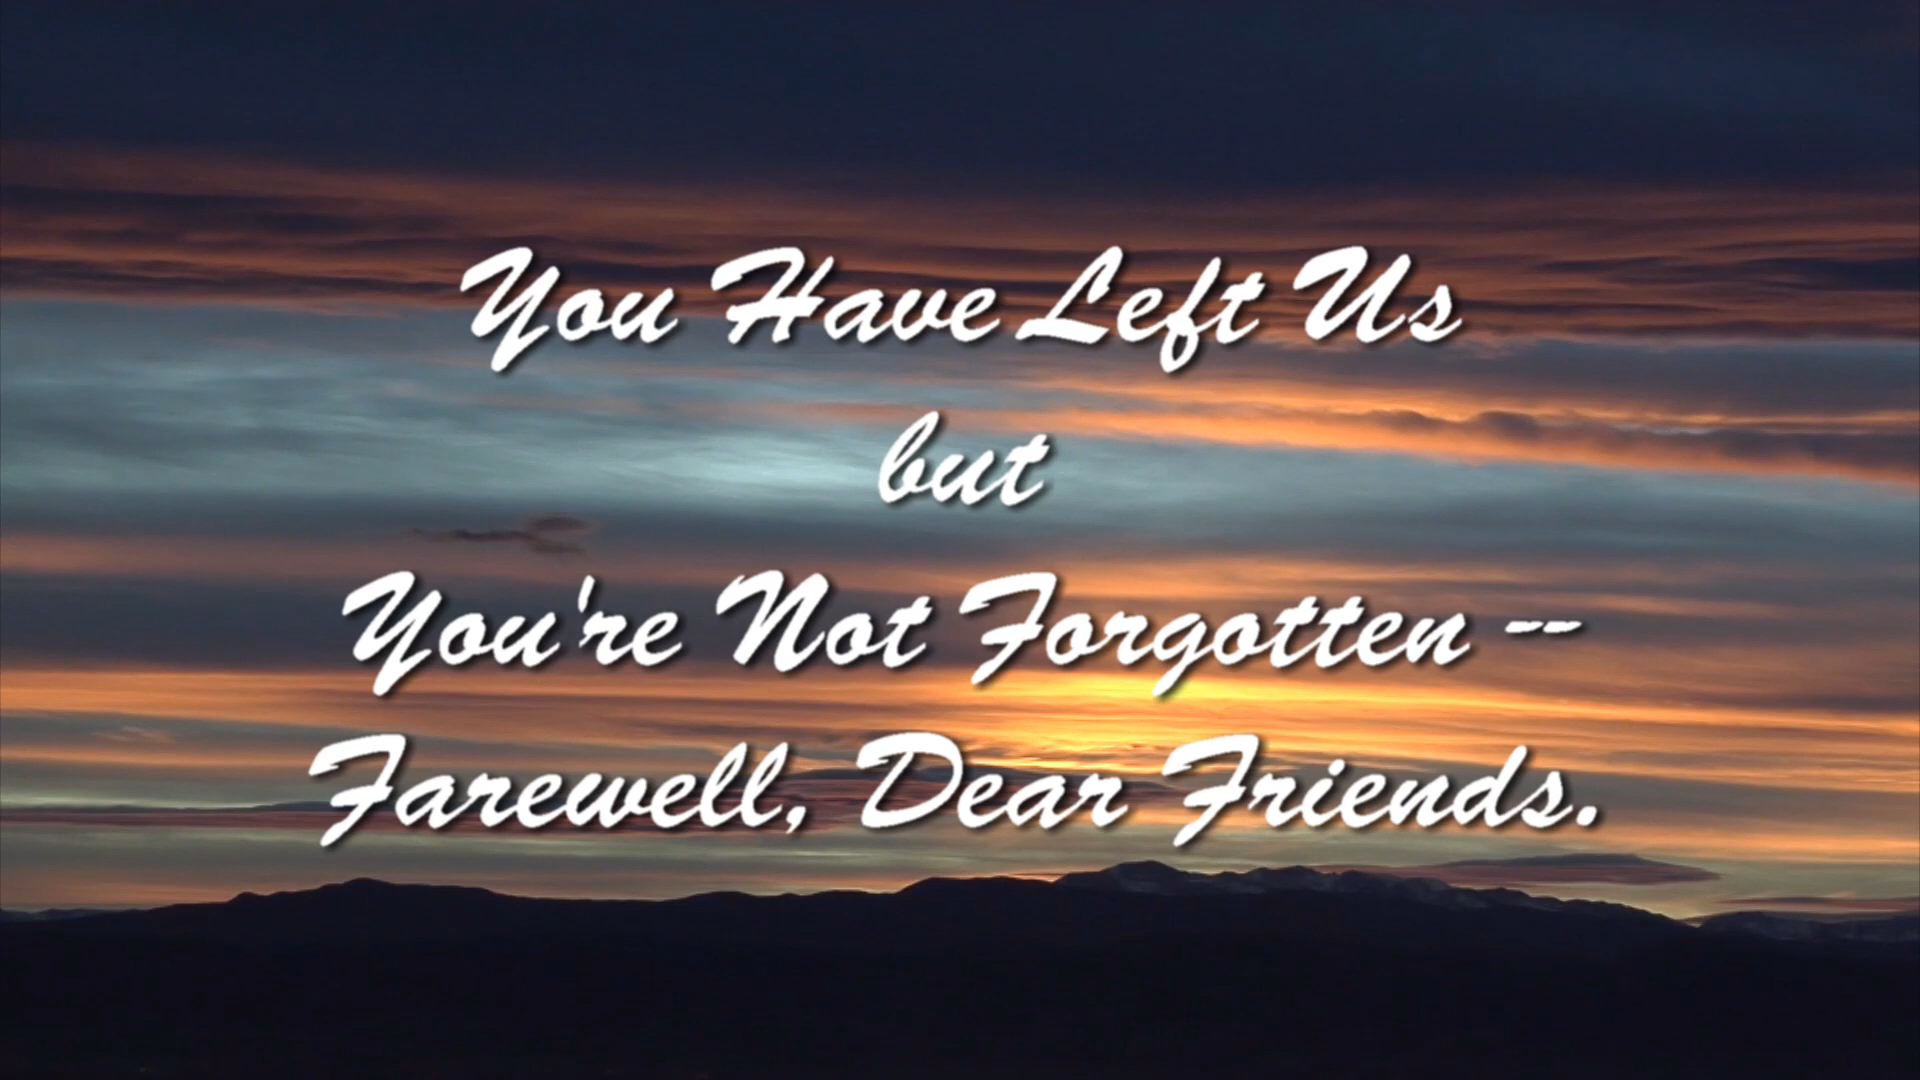 You Have Left Us
but
You're Not Forgotten --
Farewell, Dear Friends.